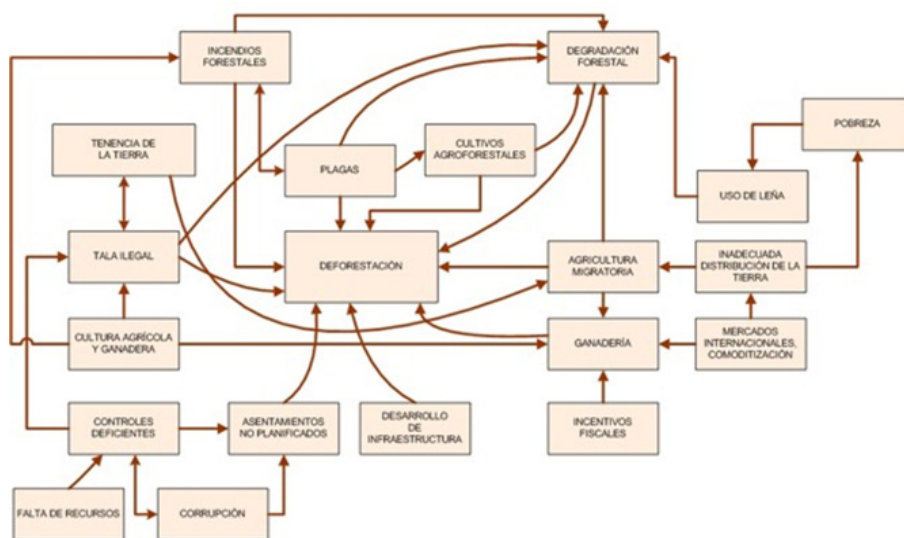 INCENDIOS
FORESTALES
DEGRADACIÓN
FORESTAL
POBREZA
TENENCIA DE
LA TIERRA
CULTIVOS
AGROFORESTALES
PLAGAS
USO DE LEÑA
TALA ILEGAL
DEFORESTACIÓN
AGRICULTURA
MIGRATORIA
INADECUADA
DISTRIBUCIÓN DE LA
TIERRA
CULTURA AGRÍCOLA
Y GANADERA
GANADERÍA
MERCADOS
INTERNACIONALES,
COMODITIZACIÓN
CONTROLES
DEFICIENTES
ASENTAMIENTOS
NO PLANIFICADOS
DESARROLLO
DE
INFRAESTRUCTURA
INCENTIVOS
FISCALES
FALTA DE RECURSOS
CORRUPCIÓN